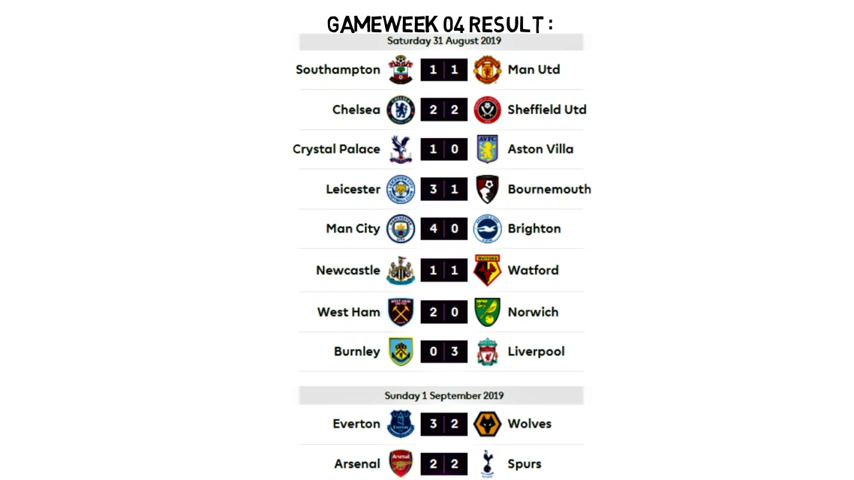 GAMEWEEK 04 RESULT :
Saturday 31 August 2019
Southampton 1 1 Man Utd
Chelsea 2 2 Sheffield Utd
Crystal Palace 1 0 Aston Villa
Leicester 3 1 Bournemouth
Man City 4 0 Brighton
Newcastle 1 1 Watford
West Ham 2 0 Norwich
Burnley 0 3 Liverpool
Sunday 1 September 2019
Everton 3 2 Wolves
Arsenal 2 2 Spurs